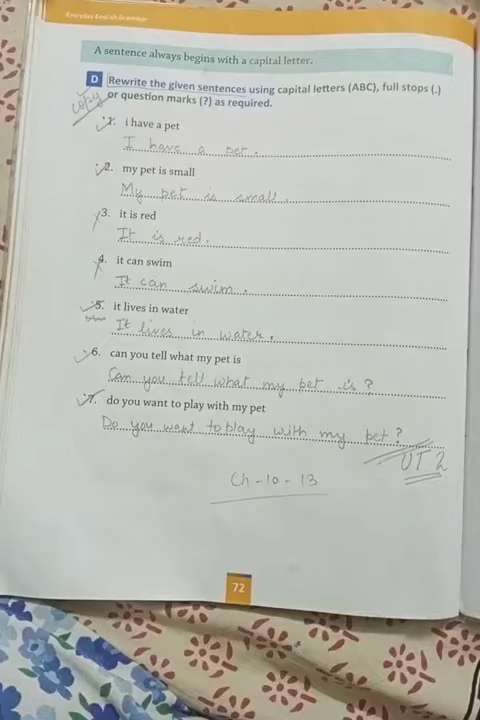 Everyday English Grammar
A sentence always begins with a capital letter.
D Rewrite the given sentences using capital letters (ABC), full stops (.)
or question marks (?) as required.
copy
1. i have a pet
I have a pet.
2. my pet is small
My pet is small.
3. it is red
It is red.
4. it can swim
It can swim.
5. it lives in water
It lives in water.
6. can you tell what my pet is
Can you tell what my pet is?
7. do you want to play with my pet
Do you want to play with my pet?
UT 2
Ch-10-13
72